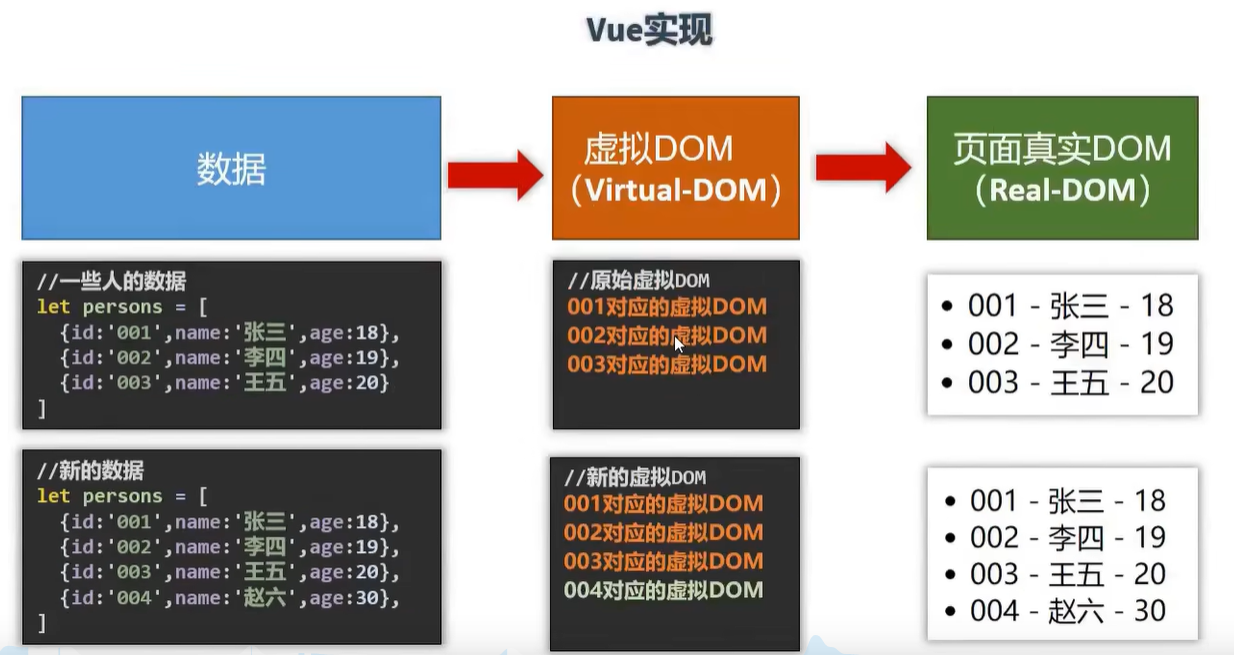 Vue实现
数据
虚拟DOM
（Virtual-DOM）
页面真实DOM
（Real-DOM）
//一些人的数据
let persons = [
{id:'001',name:'张三',age:18},
{id:'002',name:'李四',age:19},
{id:'003',name:'王五',age:20}
]
//原始虚拟DOM
001对应的虚拟DOM
002对应的虚拟DOM
003对应的虚拟DOM
• 001 - 张三 - 18
• 002 - 李四 - 19
• 003 - 王五 - 20
//新的数据
let persons = [
{id:'001',name:'张三',age:18},
{id:'002',name:'李四',age:19},
{id:'003',name:'王五',age:20},
{id:'004',name:'赵六',age:30},
]
//新的虚拟DOM
001对应的虚拟DOM
002对应的虚拟DOM
003对应的虚拟DOM
004对应的虚拟DOM
• 001 - 张三 - 18
• 002 - 李四 - 19
• 003 - 王五 - 20
• 004 - 赵六 - 30